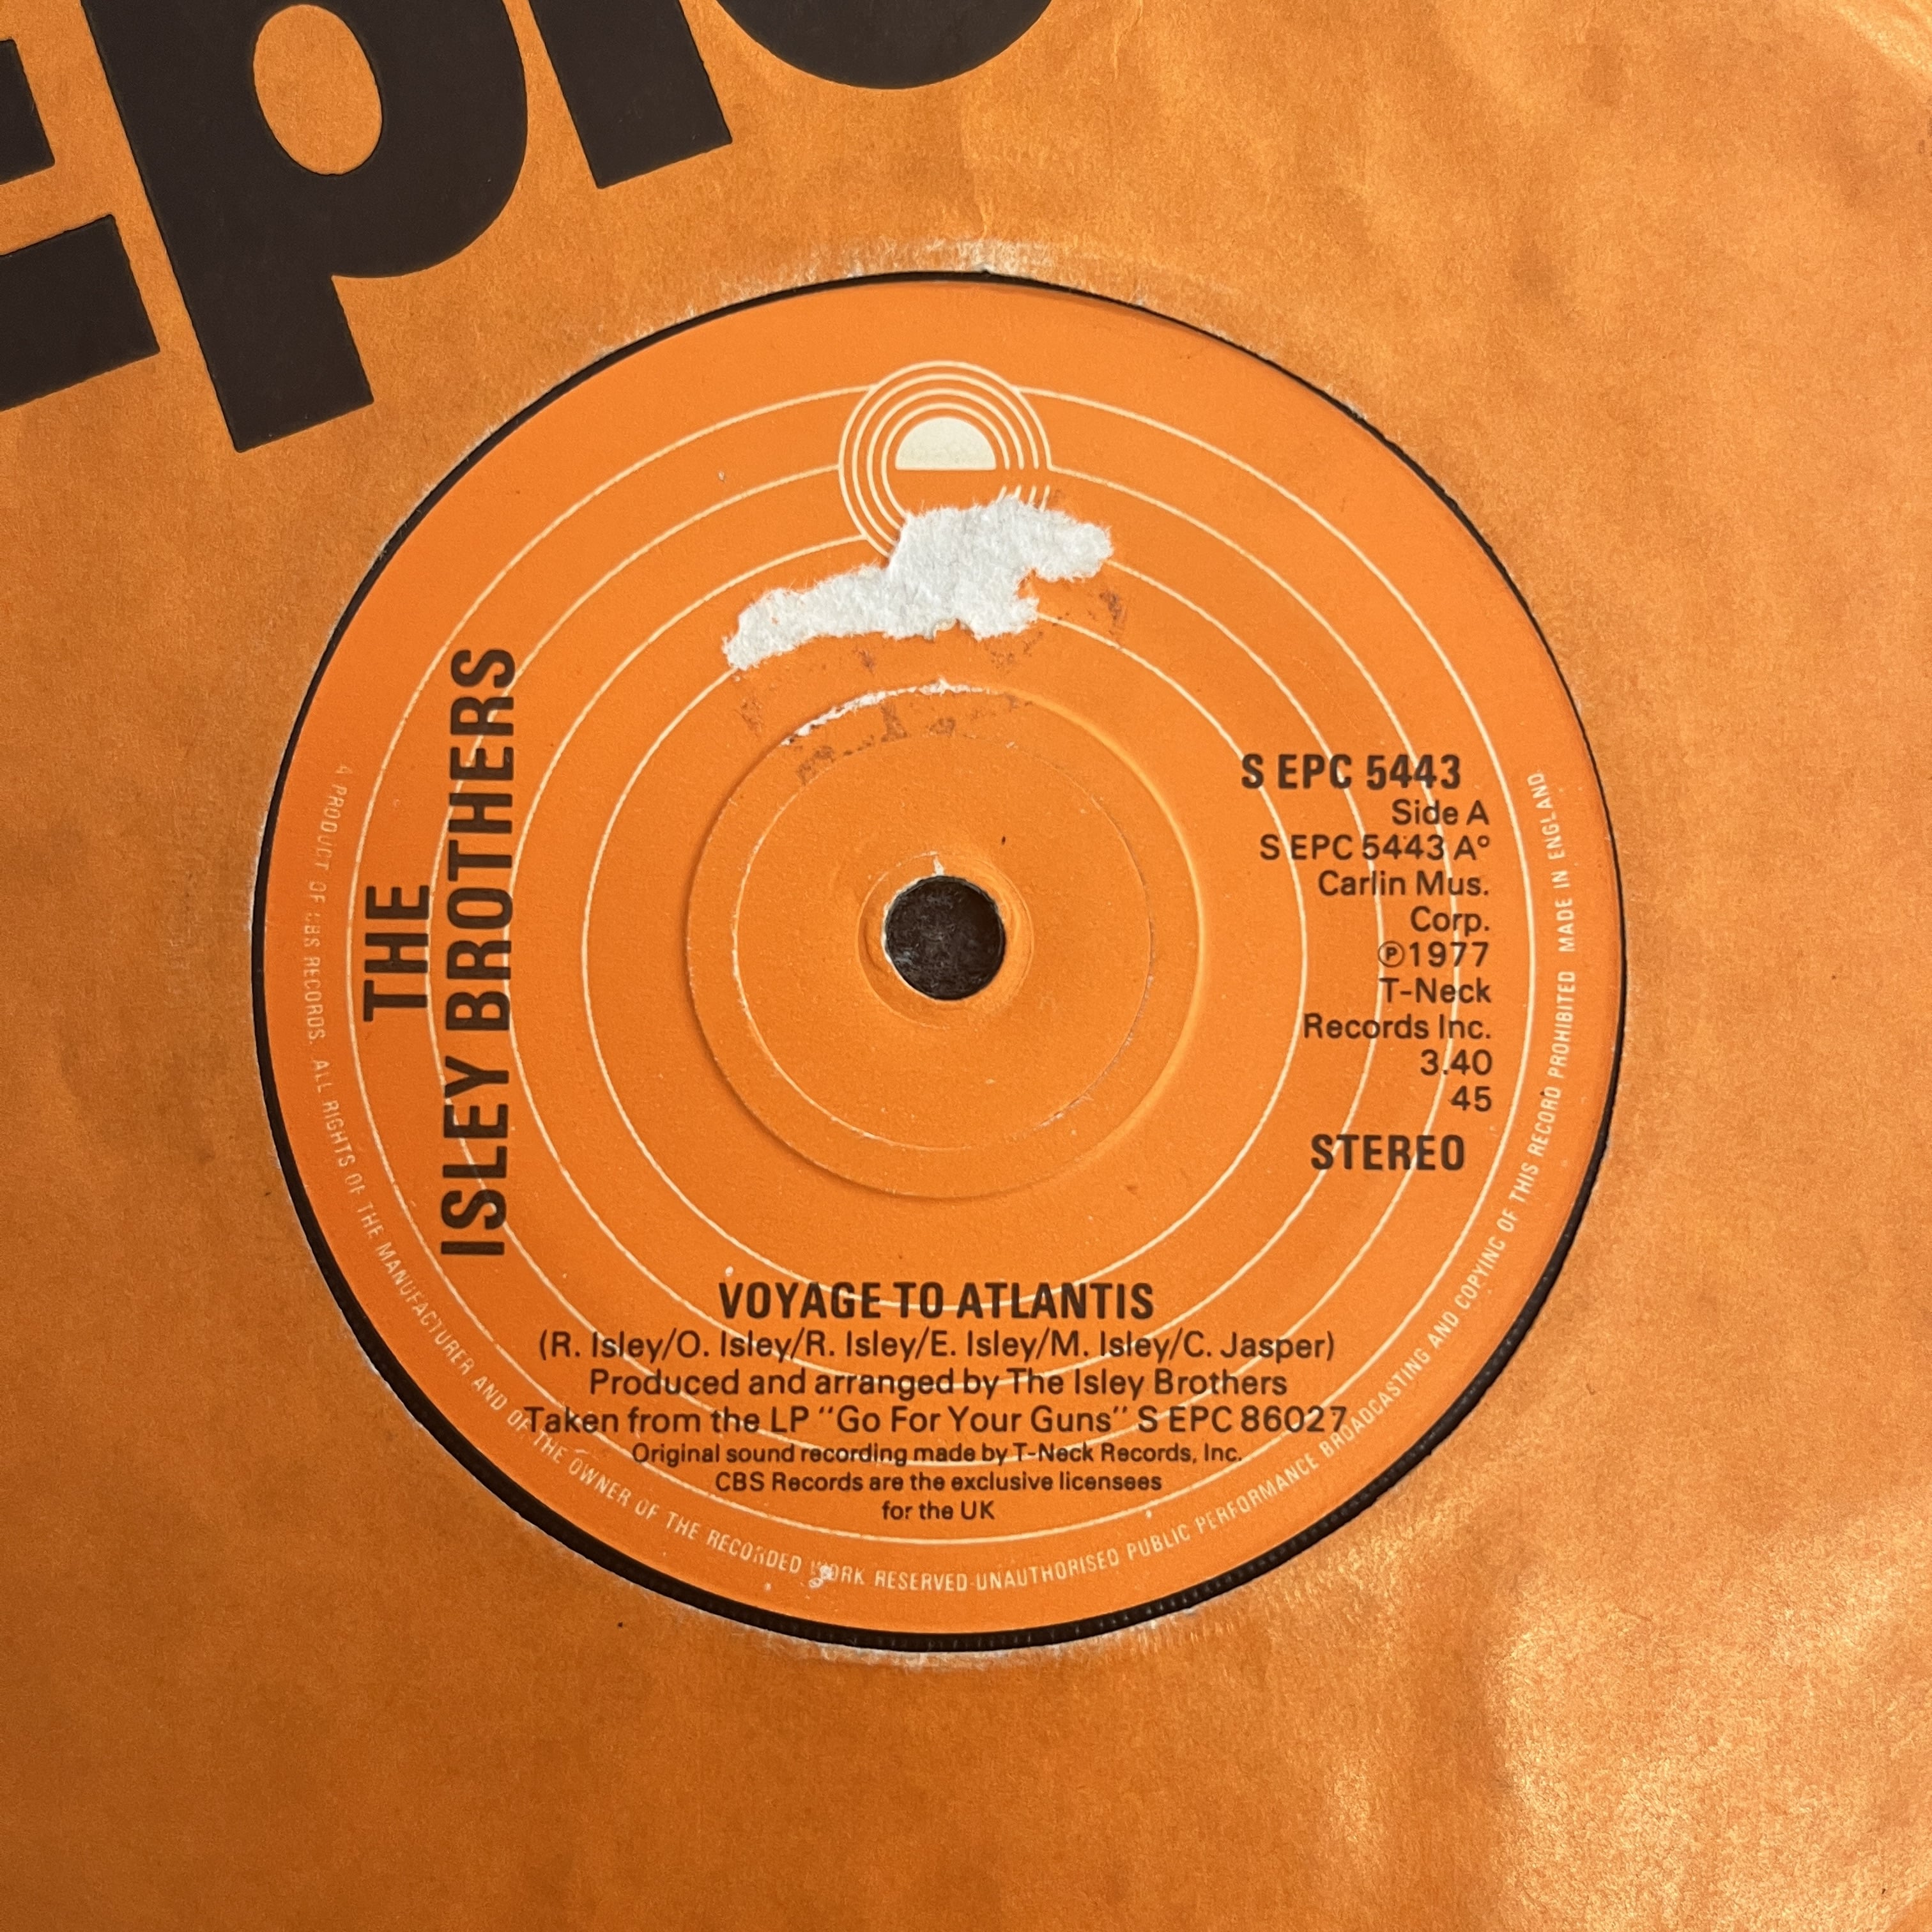 Epic
THE
ISLEY BROTHERS
S EPC 5443
Side A
S EPC 5443 A°
Carlin Mus.
Corp.
℗1977
T-Neck
Records Inc.
3.40
45
STEREO
VOYAGE TO ATLANTIS
(R. Isley/O. Isley/R. Isley/E. Isley/M. Isley/C. Jasper)
Produced and arranged by The Isley Brothers
Taken from the LP "Go For Your Guns" S EPC 86027
Original sound recording made by T-Neck Records, Inc.
CBS Records are the exclusive licensees
for the UK
A PRODUCT OF CBS RECORDS. ALL RIGHTS OF THE MANUFACTURER AND OF THE OWNER OF THE RECORDED WORK RESERVED-UNAUTHORISED PUBLIC PERFORMANCE BROADCASTING AND COPYING OF THIS RECORD PROHIBITED MADE IN ENGLAND